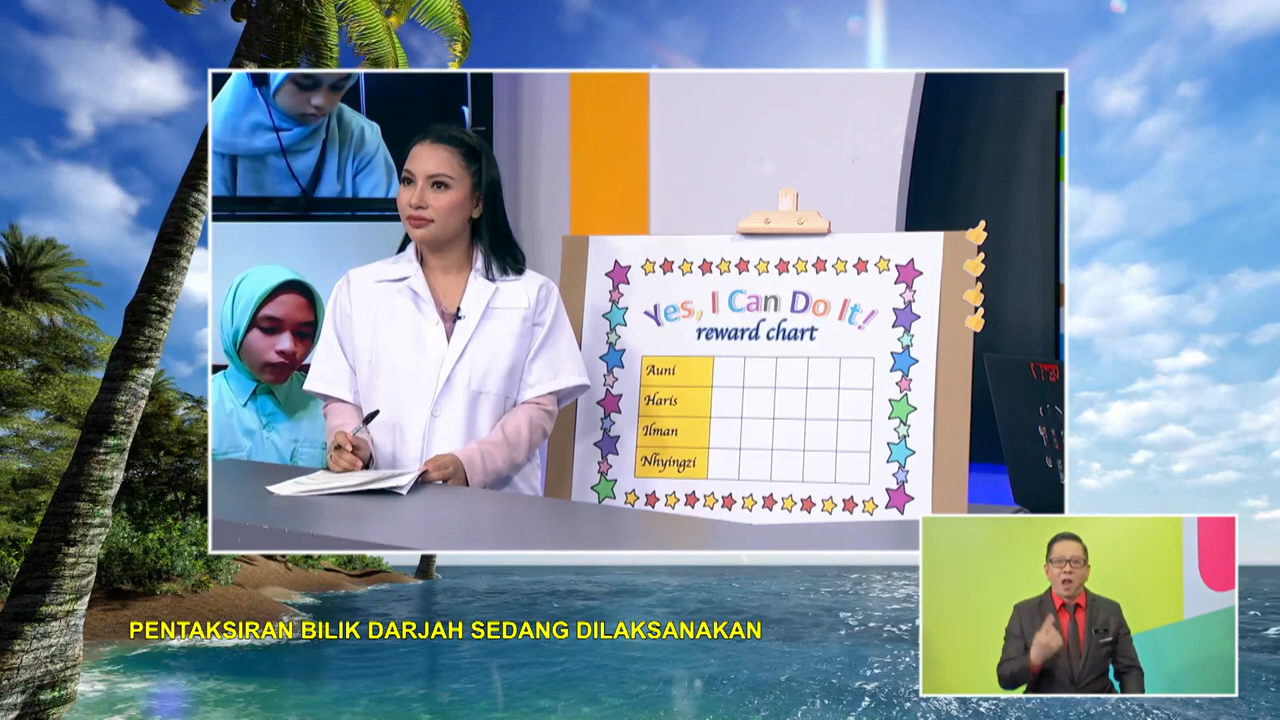 Yes, I Can Do It!
reward chart
Auni
Haris
Ilman
Nhyingzi
PENTAKSIRAN BILIK DARJAH SEDANG DILAKSANAKAN